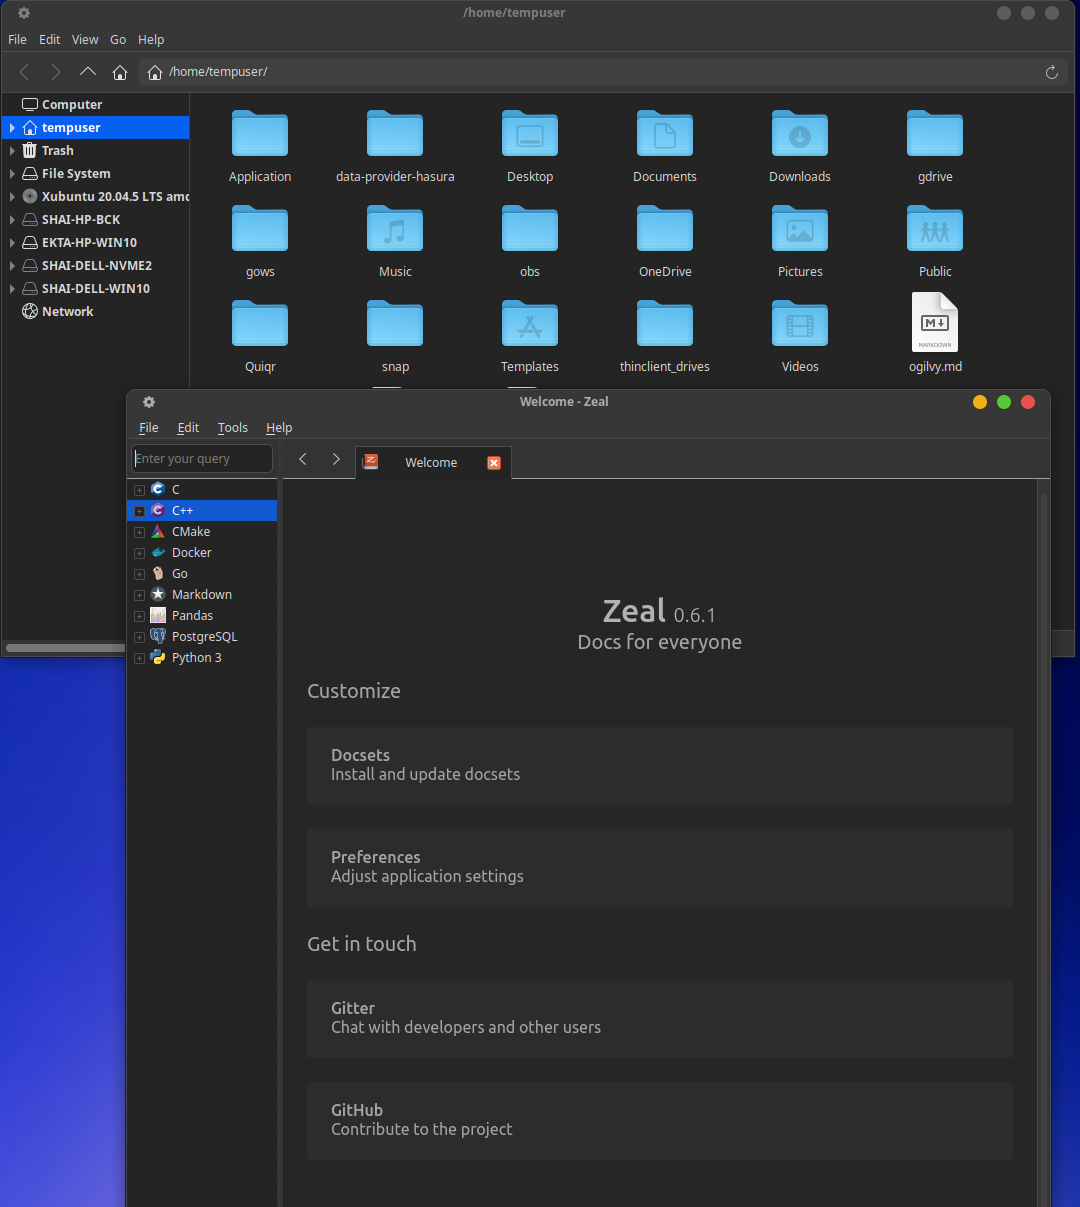 /home/tempuser
File Edit View Go Help
/home/tempuser/
Computer
tempuser
Trash
File System
Xubuntu 20.04.5 LTS amd
SHAI-HP-BCK
EKTA-HP-WIN10
SHAI-DELL-NVME2
SHAI-DELL-WIN10
Network
Application data-provider-hasura Desktop Documents Downloads gdrive
gows Music obs OneDrive Pictures Public
M
MARKDOWN
Quiqr snap Templates thinclient_drives Videos ogilvy.md
Welcome - Zeal
File Edit Tools Help
Enter your query
Welcome
C
C++
CMake
Docker
Go
Markdown
Pandas
PostgreSQL
Python 3
Zeal 0.6.1
Docs for everyone
Customize
Docsets
Install and update docsets
Preferences
Adjust application settings
Get in touch
Gitter
Chat with developers and other users
GitHub
Contribute to the project